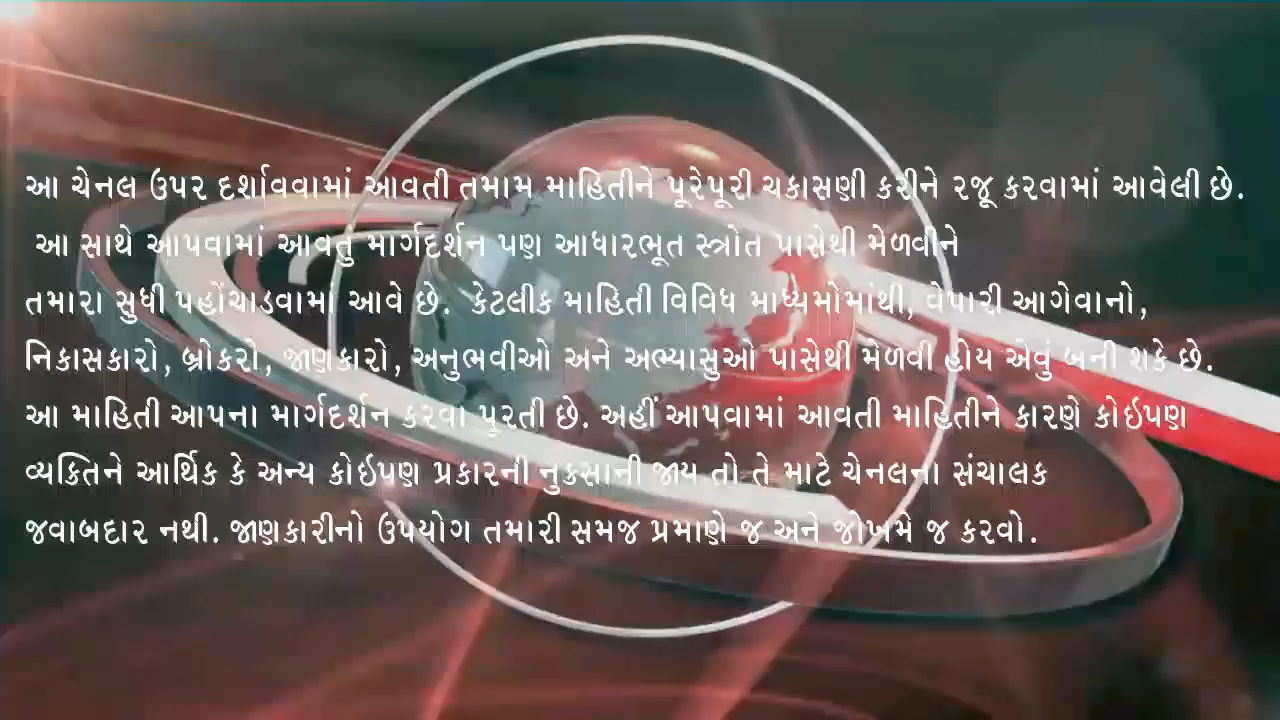 આ ચેનલ ઉપર દર્શાવવામાં આવતી તમામ માહિતીને પૂરેપૂરી ચકાસણી કરીને રજૂ કરવામાં આવેલી છે.
આ સાથે આપવામાં આવતું માર્ગદર્શન પણ આધારભૂત સ્ત્રોત પાસેથી મેળવીને
તમારા સુધી પહોંચાડવામાં આવે છે. કેટલીક માહિતી વિવિધ માધ્યમોમાંથી, વેપારી આગેવાનો,
નિકાસકારો, બ્રોકરો, જાણકારો, અનુભવીઓ અને અભ્યાસુઓ પાસેથી મેળવી હોય એવું બની શકે છે.
આ માહિતી આપના માર્ગદર્શન કરવા પૂરતી છે. અહીં આપવામાં આવતી માહિતીને કારણે કોઇપણ
વ્યકિતને આર્થિક કે અન્ય કોઇપણ પ્રકારની નુકસાની જાય તો તે માટે ચેનલના સંચાલક
જવાબદાર નથી. જાણકારીનો ઉપયોગ તમારી સમજ પ્રમાણે જ અને જોખમે જ કરવો.